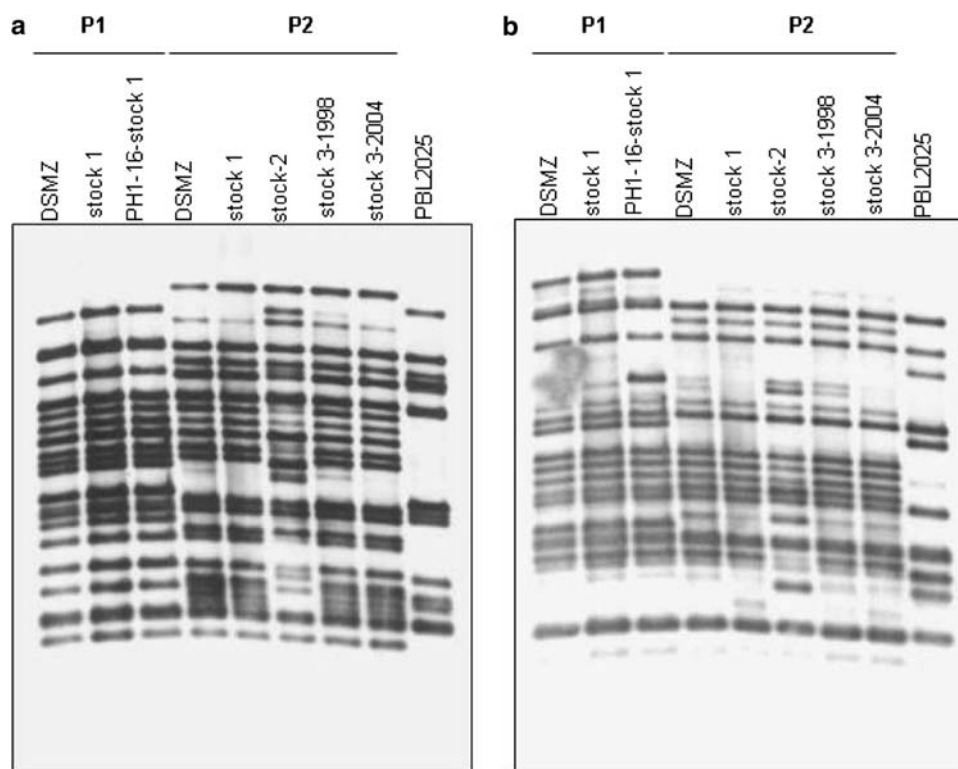 a
P1
P2
DSMZ
stock 1
PH1-16-stock 1
DSMZ
stock 1
stock-2
stock 3-1998
stock 3-2004
PBL2025
b
P1
P2
DSMZ
stock 1
PH1-16-stock 1
DSMZ
stock 1
stock-2
stock 3-1998
stock 3-2004
PBL2025